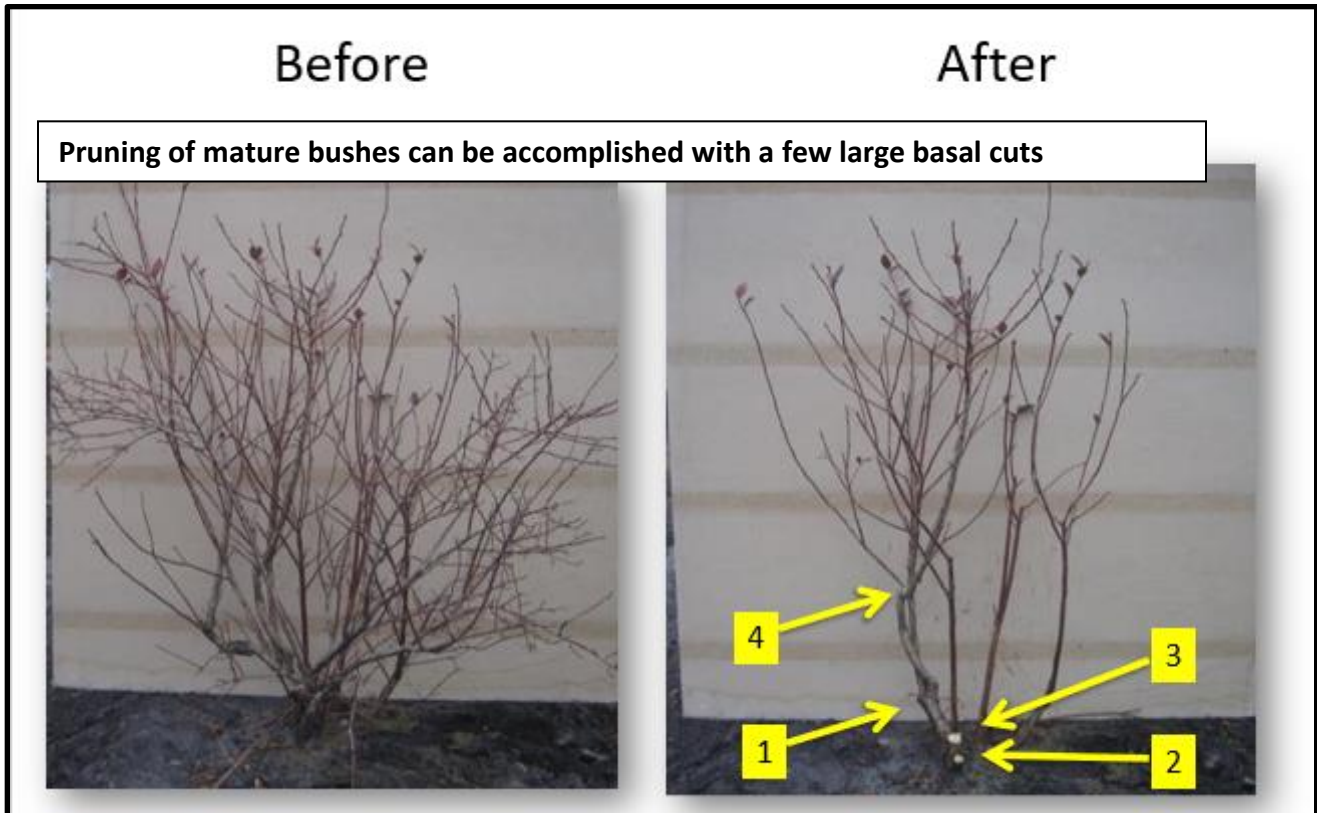 Before
After
Pruning of mature bushes can be accomplished with a few large basal cuts
4
3
1
2